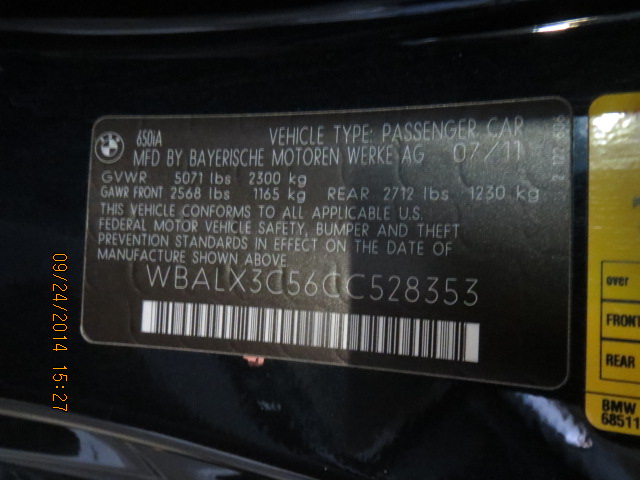 650iA VEHICLE TYPE: PASSENGER CAR
MFD BY BAYERISCHE MOTOREN WERKE AG 07/11
GVWR 5071 lbs 2300 kg
GAWR FRONT 2568 lbs 1165 kg REAR 2712 lbs 1230 kg
THIS VEHICLE CONFORMS TO ALL APPLICABLE U.S.
FEDERAL MOTOR VEHICLE SAFETY, BUMPER AND THEFT
PREVENTION STANDARDS IN EFFECT ON THE DATE OF
MANUFACTURE SHOWN ABOVE
WBALX3C56CC528353
over
FRONT
REAR
BMW
68511
09/24/2014 15:27